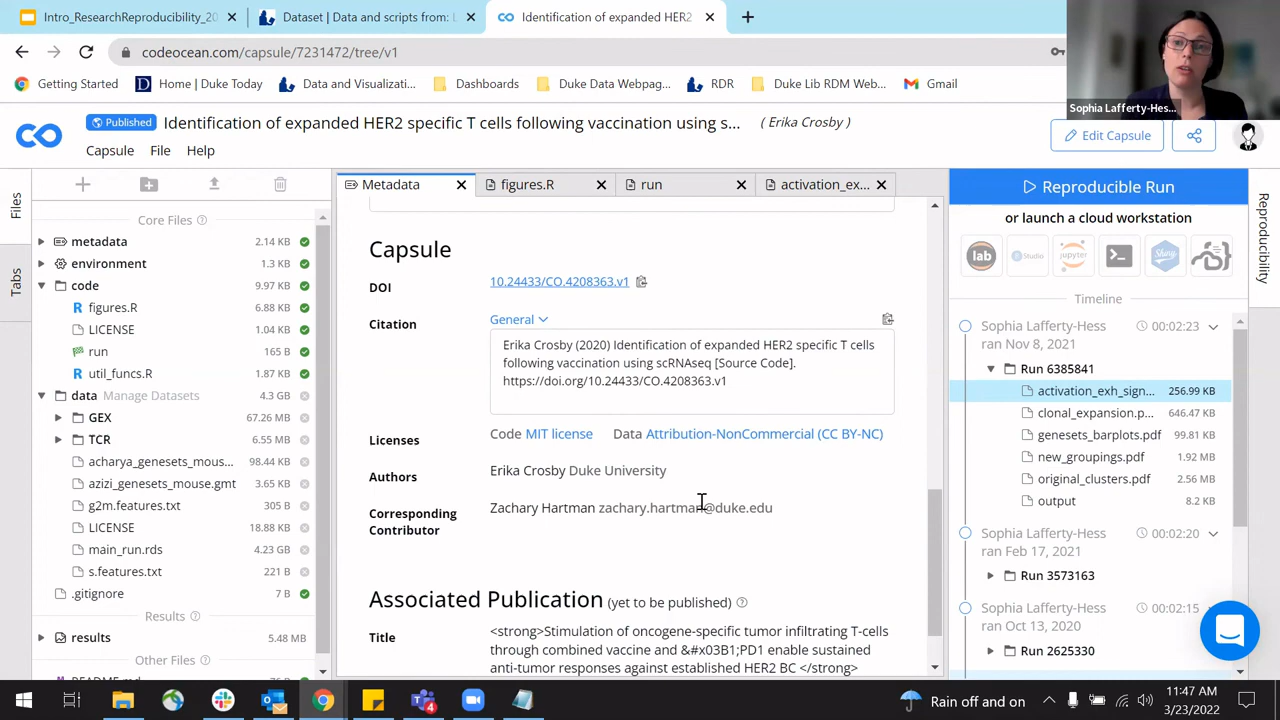 Intro_ResearchReproducibility_20
Dataset | Data and scripts from: L
Identification of expanded HER2
codeocean.com/capsule/7231472/tree/v1
Getting Started
Home | Duke Today
Data and Visualizati...
Dashboards
Duke Data Webpag...
RDR
Duke Lib RDM Web...
Gmail
Sophia Lafferty-Hes...
Published
Identification of expanded HER2 specific T cells following vaccination using s...
( Erika Crosby )
Capsule
File
Help
Edit Capsule
Files
Tabs
Core Files
metadata 2.14 KB
environment 1.3 KB
code 9.97 KB
figures.R 6.88 KB
LICENSE 1.04 KB
run 165 B
util_funcs.R 1.87 KB
data Manage Datasets 4.3 GB
GEX 67.26 MB
TCR 6.55 MB
acharya_genesets_mous... 98.44 KB
azizi_genesets_mouse.gmt 3.65 KB
g2m.features.txt 305 B
LICENSE 18.88 KB
main_run.rds 4.23 GB
s.features.txt 221 B
.gitignore 7 B
Results
results 5.48 MB
Other Files
Metadata
figures.R
run
activation_ex...
Capsule
DOI
10.24433/CO.4208363.v1
Citation
General
Erika Crosby (2020) Identification of expanded HER2 specific T cells
following vaccination using scRNAseq [Source Code].
https://doi.org/10.24433/CO.4208363.v1
Licenses
Code MIT license Data Attribution-NonCommercial (CC BY-NC)
Authors
Erika Crosby Duke University
Corresponding
Contributor
Zachary Hartman zachary.hartman@duke.edu
Associated Publication (yet to be published)
Title
<strong>Stimulation of oncogene-specific tumor infiltrating T-cells
through combined vaccine and &#x03B1;PD1 enable sustained
anti-tumor responses against established HER2 BC </strong>
Reproducible Run
or launch a cloud workstation
lab
Studio
jupyter
Shiny
Timeline
Sophia Lafferty-Hess 00:02:23
ran Nov 8, 2021
Run 6385841
activation_exh_sign... 256.99 KB
clonal_expansion.p... 646.47 KB
genesets_barplots.pdf 99.81 KB
new_groupings.pdf 1.92 MB
original_clusters.pdf 2.56 MB
output 8.2 KB
Sophia Lafferty-Hess 00:02:20
ran Feb 17, 2021
Run 3573163
Sophia Lafferty-Hess 00:02:15
ran Oct 13, 2020
Run 2625330
Reproducibility
4
Rain off and on
11:47 AM
3/23/2022